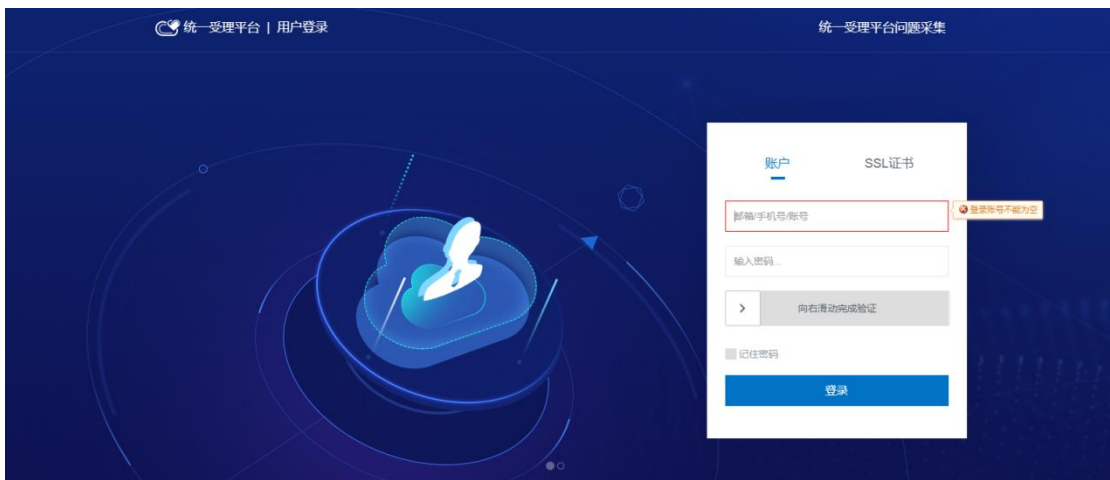 统一受理平台 | 用户登录
统一受理平台问题采集
账户
SSL证书
邮箱/手机号/账号
登录账号不能为空
输入密码...
向右滑动完成验证
记住密码
登录